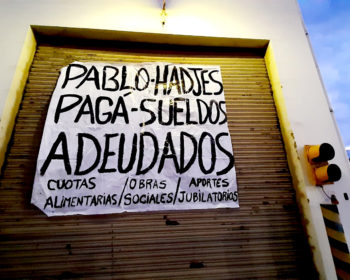 PABLO-HADJES
PAGA-SUELDOS
ADEUDADOS
CUOTAS / OBRAS / APORTES
ALIMENTARIAS / SOCIALES / JUBILATORIOS